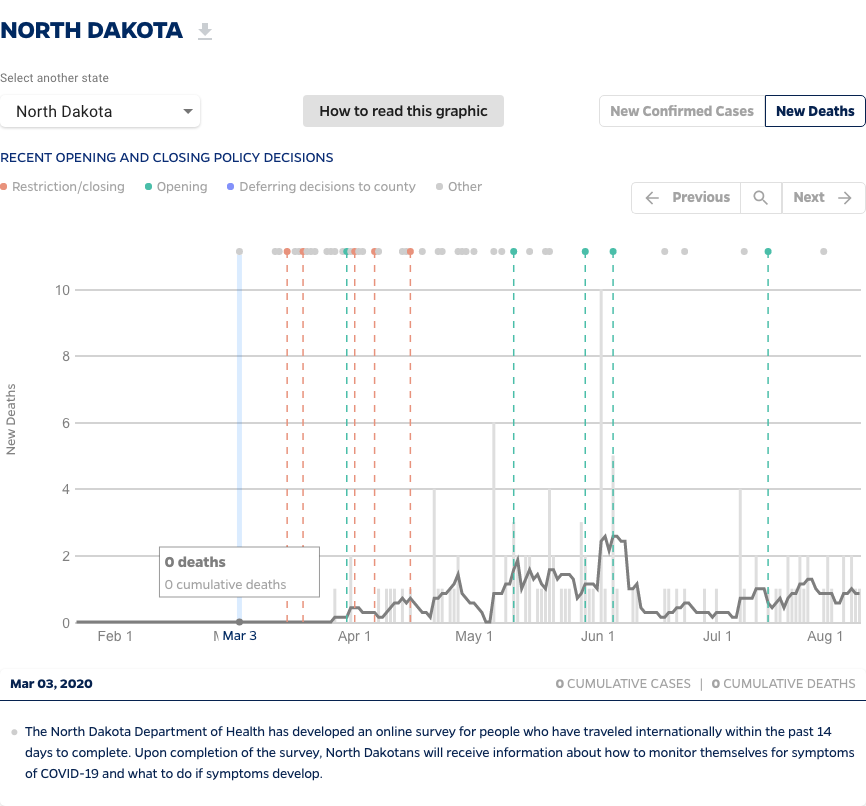 NORTH DAKOTA
Select another state
North Dakota
How to read this graphic
New Confirmed Cases
New Deaths
RECENT OPENING AND CLOSING POLICY DECISIONS
Restriction/closing
Opening
Deferring decisions to county
Other
Previous
Next
10
8
6
4
2
0
New Deaths
0 deaths
0 cumulative deaths
Feb 1
Mar 3
Apr 1
May 1
Jun 1
Jul 1
Aug 1
Mar 03, 2020
0 CUMULATIVE CASES | 0 CUMULATIVE DEATHS
The North Dakota Department of Health has developed an online survey for people who have traveled internationally within the past 14
days to complete. Upon completion of the survey, North Dakotans will receive information about how to monitor themselves for symptoms
of COVID-19 and what to do if symptoms develop.